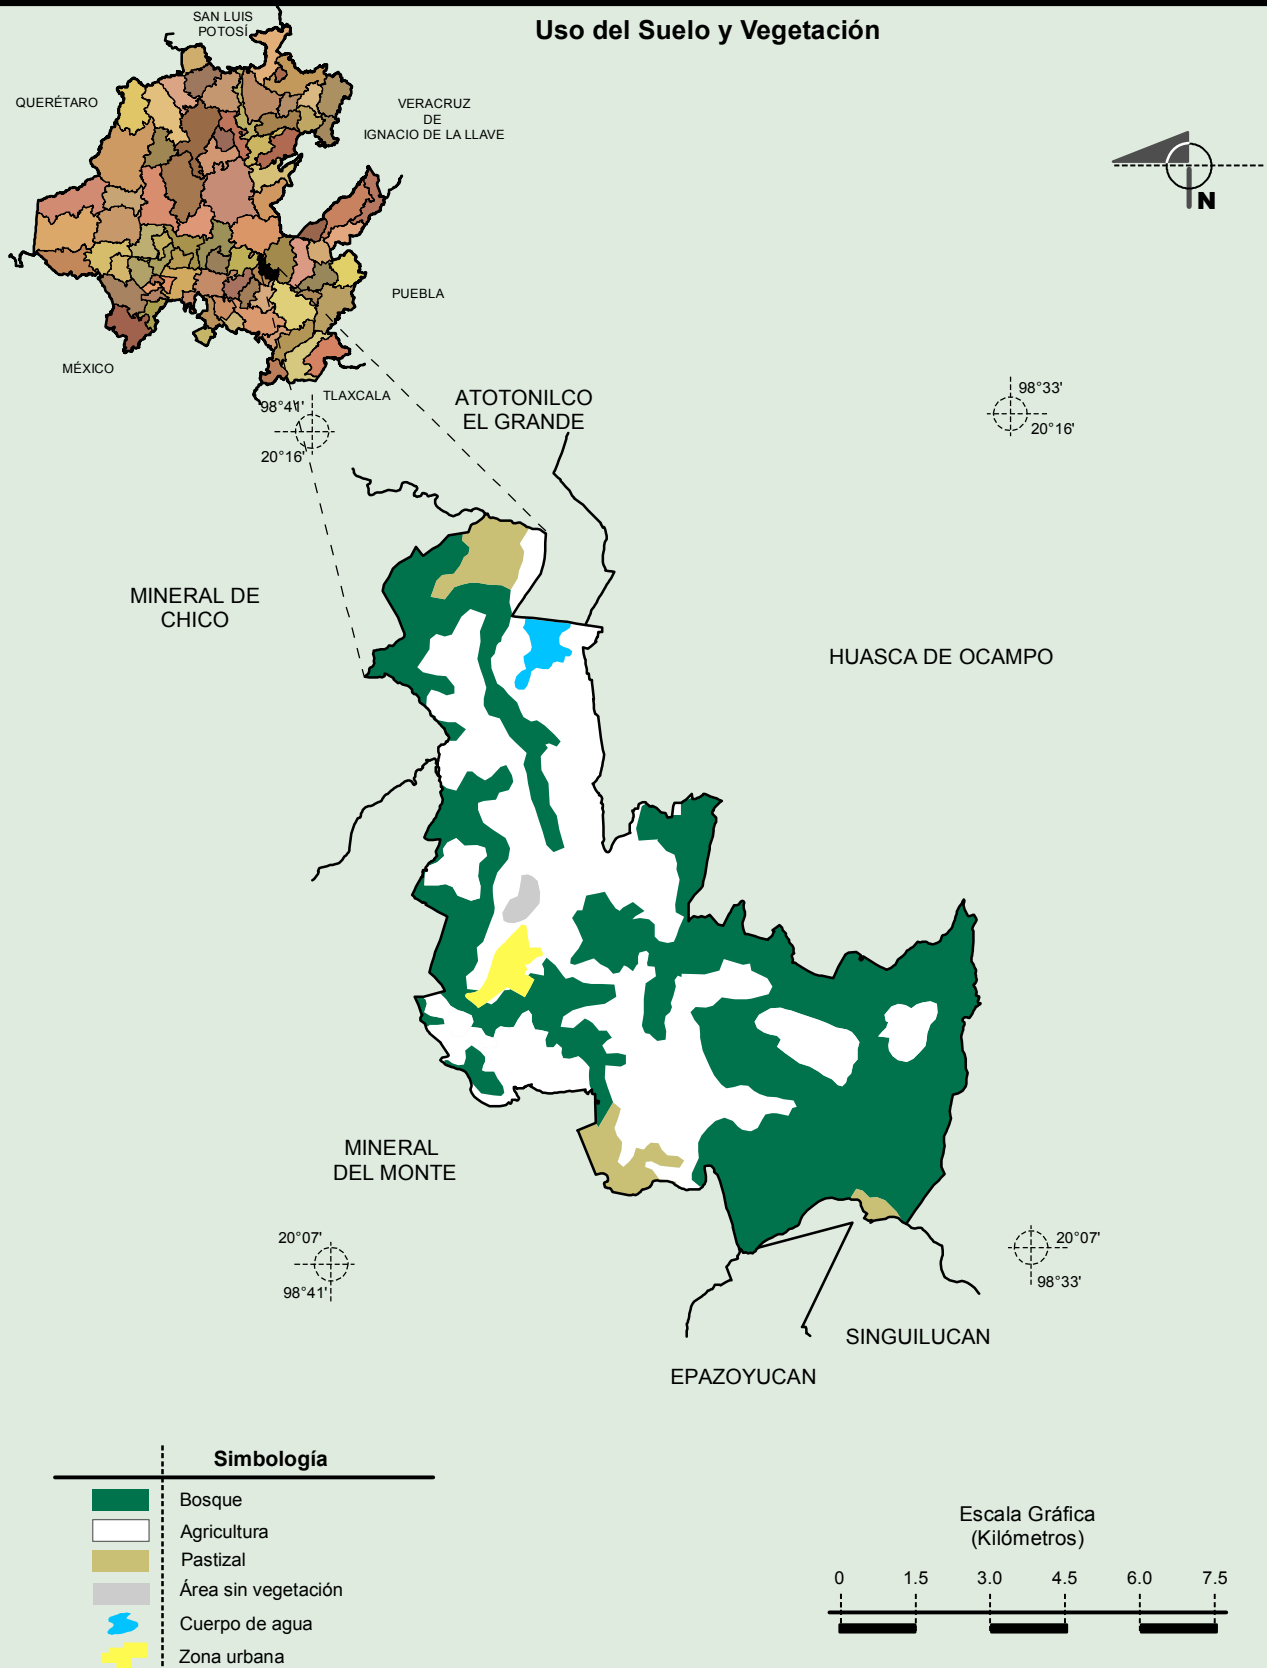 Uso del Suelo y Vegetación
SAN LUIS
POTOSÍ
QUERÉTARO
VERACRUZ
DE
IGNACIO DE LA LLAVE
N
PUEBLA
MÉXICO
TLAXCALA
98°41'
20°16'
ATOTONILCO
EL GRANDE
98°33'
20°16'
MINERAL DE
CHICO
HUASCA DE OCAMPO
MINERAL
DEL MONTE
20°07'
98°41'
20°07'
98°33'
SINGUILUCAN
EPAZOYUCAN
Simbología
Bosque
Agricultura
Pastizal
Área sin vegetación
Cuerpo de agua
Zona urbana
Escala Gráfica
(Kilómetros)
0 1.5 3.0 4.5 6.0 7.5